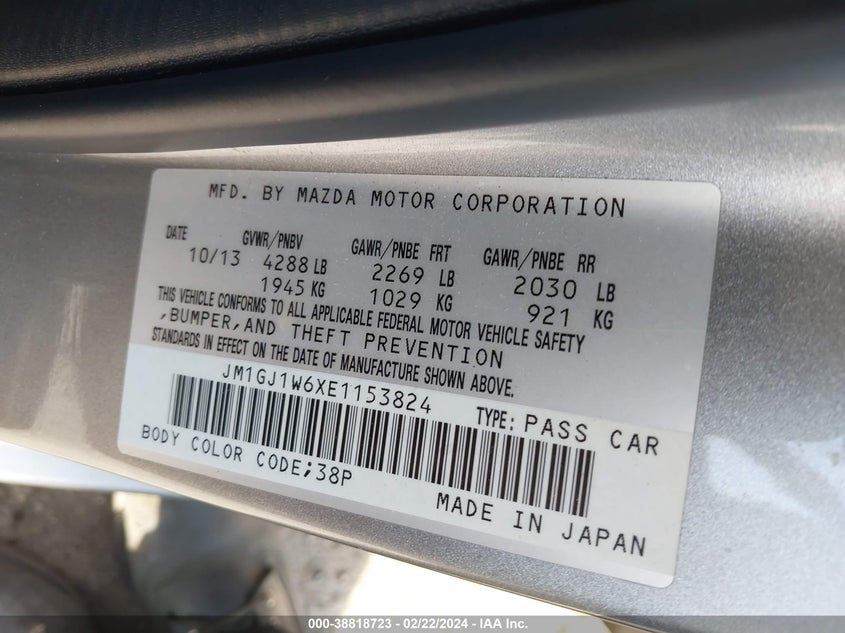 MFD. BY MAZDA MOTOR CORPORATION
DATE GVWR/PNBV GAWR/PNBE FRT GAWR/PNBE RR
10/13 4288 LB 2269 LB 2030 LB
1945 KG 1029 KG 921 KG
THIS VEHICLE CONFORMS TO ALL APPLICABLE FEDERAL MOTOR VEHICLE SAFETY
,BUMPER,AND THEFT PREVENTION
STANDARDS IN EFFECT ON THE DATE OF MANUFACTURE SHOWN ABOVE.
JM1GJ1W6XE1153824
TYPE: PASS CAR
BODY COLOR CODE;38P
MADE IN JAPAN
000-38818723 - 02/22/2024 - IAA Inc.